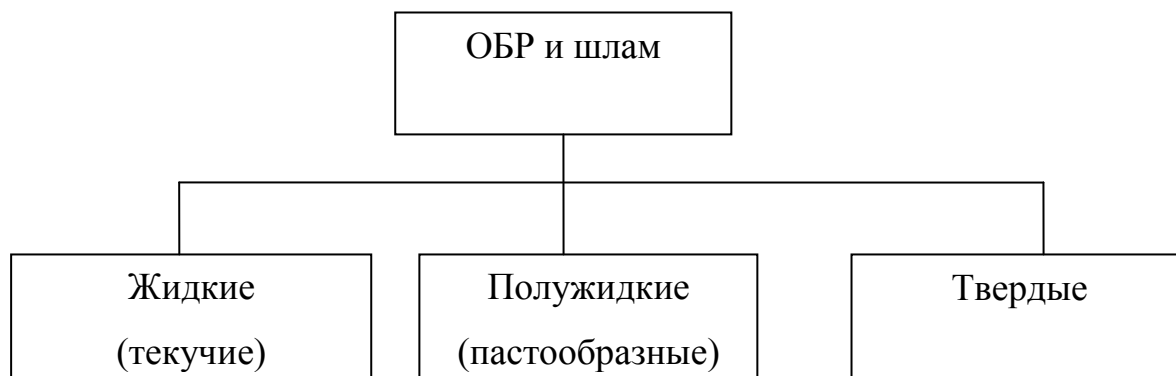 ОБР и шлам
Жидкие
(текучие)
Полужидкие
(пастообразные)
Твердые